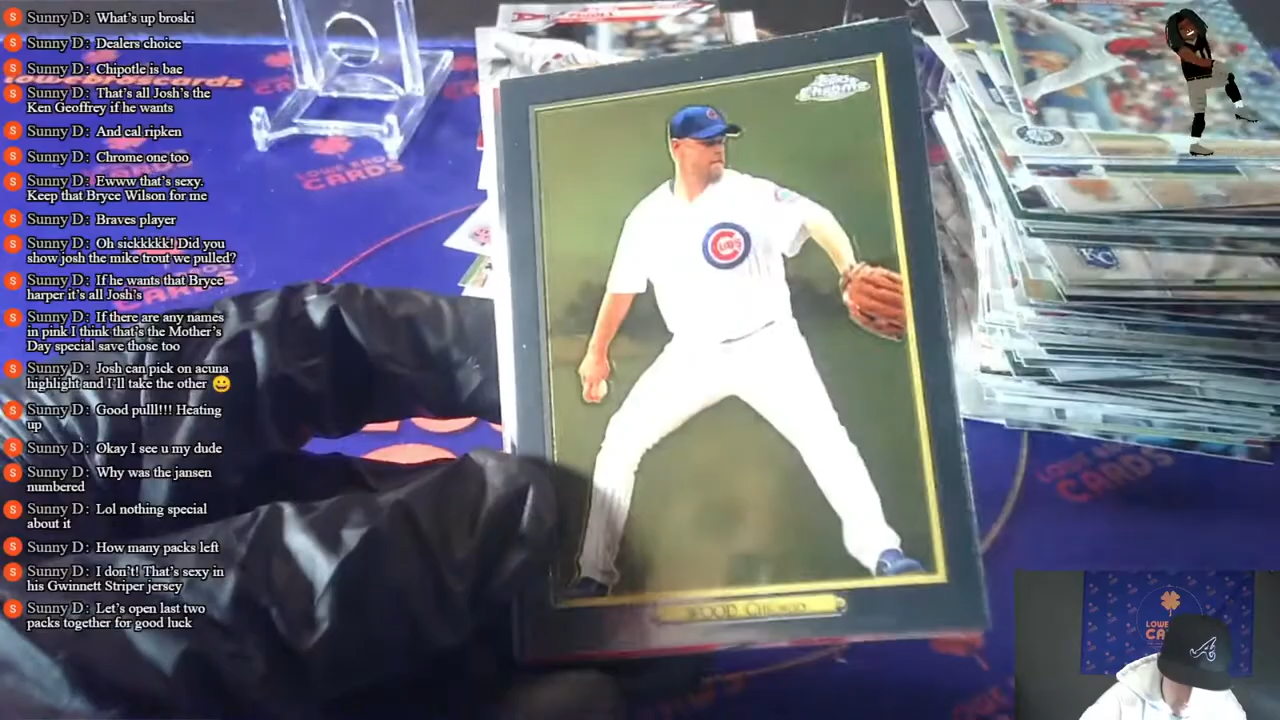 Sunny D: What's up broski
Sunny D: Dealers choice
Sunny D: Chipotle is bae
Sunny D: That's all Josh's the
Ken Geoffrey if he wants
Sunny D: And cal ripken
Sunny D: Chrome one too
Sunny D: Ewww that's sexy.
Keep that Bryce Wilson for me
Sunny D: Braves player
Sunny D: Oh sickkkkk! Did you
show josh the mike trout we pulled?
Sunny D: If he wants that Bryce
harper it's all Josh's
Sunny D: If there are any names
in pink I think that's the Mother's
Day special save those too
Sunny D: Josh can pick on acuna
highlight and I'll take the other 😀
Sunny D: Good pulll!!! Heating
up
Sunny D: Okay I see u my dude
Sunny D: Why was the jansen
numbered
Sunny D: Lol nothing special
about it
Sunny D: How many packs left
Sunny D: I don't! That's sexy in
his Gwinnett Striper jersey
Sunny D: Let's open last two
packs together for good luck
Topps
CHROME
CUBS
WOOD, Chicago
CARDS
KC
CARDS